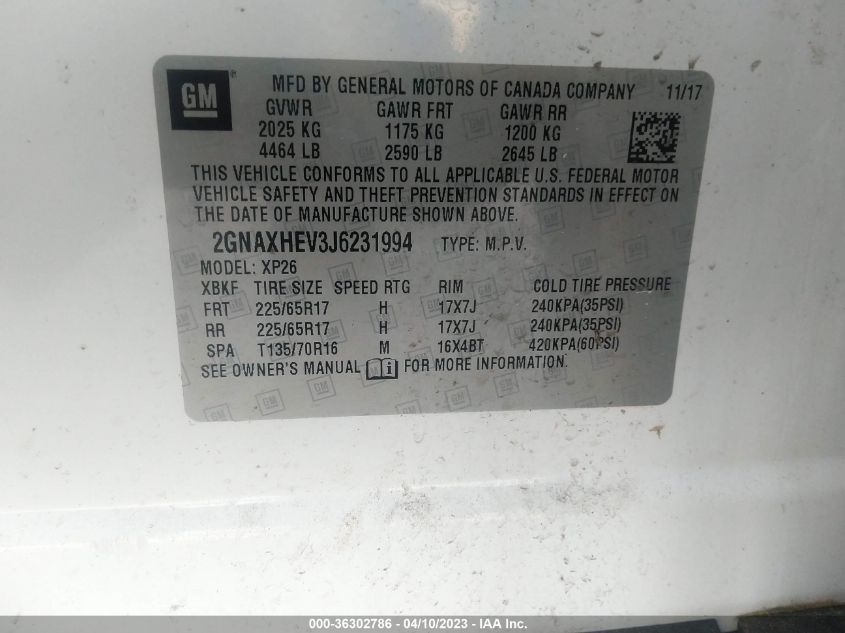 GM MFD BY GENERAL MOTORS OF CANADA COMPANY 11/17
GVWR GAWR FRT GAWR RR
2025 KG 1175 KG 1200 KG
4464 LB 2590 LB 2645 LB
THIS VEHICLE CONFORMS TO ALL APPLICABLE U.S. FEDERAL MOTOR
VEHICLE SAFETY AND THEFT PREVENTION STANDARDS IN EFFECT ON
THE DATE OF MANUFACTURE SHOWN ABOVE.
2GNAXHEV3J6231994 TYPE: M.P.V.
MODEL: XP26
XBKF TIRE SIZE SPEED RTG RIM COLD TIRE PRESSURE
FRT 225/65R17 H 17X7J 240KPA(35PSI)
RR 225/65R17 H 17X7J 240KPA(35PSI)
SPA T135/70R16 M 16X4BT 420KPA(60PSI)
SEE OWNER'S MANUAL FOR MORE INFORMATION.
000-36302786 - 04/10/2023 - IAA Inc.